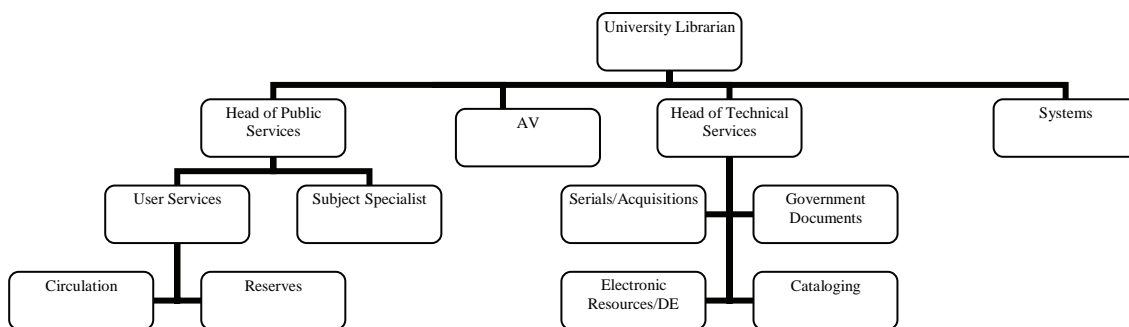 University Librarian
Head of Public
Services
AV
Head of Technical
Services
Systems
User Services
Subject Specialist
Serials/Acquisitions
Government
Documents
Circulation
Reserves
Electronic
Resources/DE
Cataloging